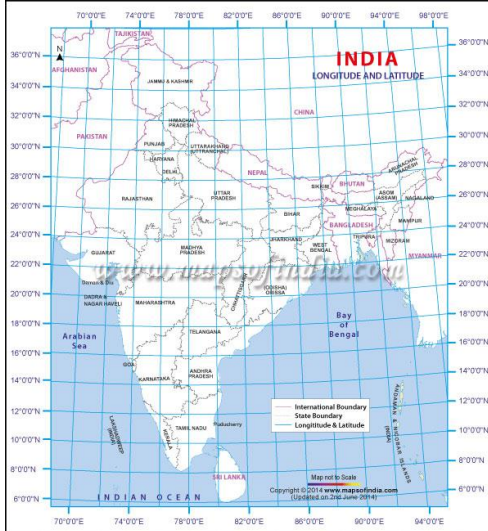 70°0'0"E 74°0'0"E 78°0'0"E 82°0'0"E 86°0'0"E 90°0'0"E 94°0'0"E
N
TAJIKISTAN
AFGHANISTAN
INDIA
LONGITUDE AND LATITUDE
36°0'0"N 36°0'0"N
34°0'0"N 34°0'0"N
JAMMU & KASHMIR
CHINA
32°0'0"N 32°0'0"N
HIMACHAL
PRADESH
PAKISTAN
30°0'0"N 30°0'0"N
PUNJAB
UTTARAKHAND
(UTTRANCHAL)
HARYANA
DELHI
NEPAL
28°0'0"N 28°0'0"N
ARUNACHAL
PRADESH
SIKKIM
BHUTAN
26°0'0"N 26°0'0"N
RAJASTHAN
UTTAR
PRADESH
ASOM
(ASSAM)
NAGALAND
BIHAR
MEGHALAYA
MANIPUR
24°0'0"N 24°0'0"N
BANGLADESH
JHARKHAND
TRIPURA
MIZORAM
GUJARAT
MADHYA
PRADESH
WEST
BENGAL
MYANMAR
22°0'0"N 22°0'0"N
www.mapsofindia.com
Daman & Diu
CHHATTISGARH
(ODISHA)
ORISSA
20°0'0"N 20°0'0"N
DADRA &
NAGAR HAVELI
MAHARASHTRA
18°0'0"N 18°0'0"N
Arabian
Sea
TELANGANA
Bay
of
Bengal
16°0'0"N 16°0'0"N
GOA
14°0'0"N 14°0'0"N
KARNATAKA
ANDHRA
PRADESH
12°0'0"N 12°0'0"N
LAKSHADWEEP
(INDIA)
KERALA
TAMIL NADU
Puducherry
International Boundary
State Boundary
Longititude & Latitude
ANDAMAN & NICOBAR ISLANDS
(INDIA)
10°0'0"N 10°0'0"N
8°0'0"N 8°0'0"N
SRI LANKA
Map not to Scale
Copyright © 2014 www.mapsofindia.com
(Updated on 2nd June 2014)
6°0'0"N 6°0'0"N
INDIAN OCEAN
70°0'0"E 74°0'0"E 78°0'0"E 82°0'0"E 86°0'0"E 90°0'0"E 94°0'0"E